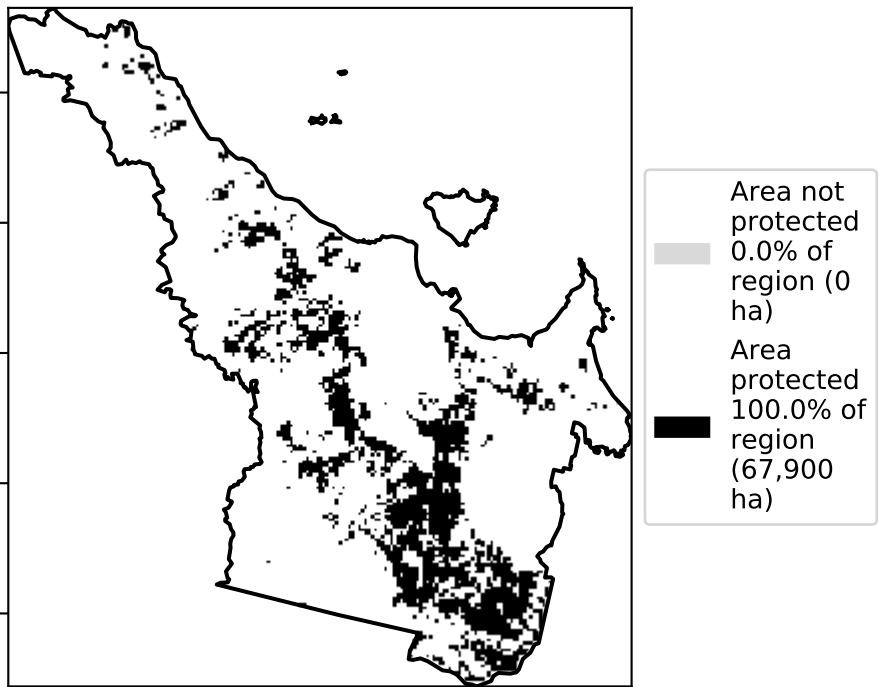 Area not
protected
0.0% of
region (0
ha)
Area
protected
100.0% of
region
(67,900
ha)